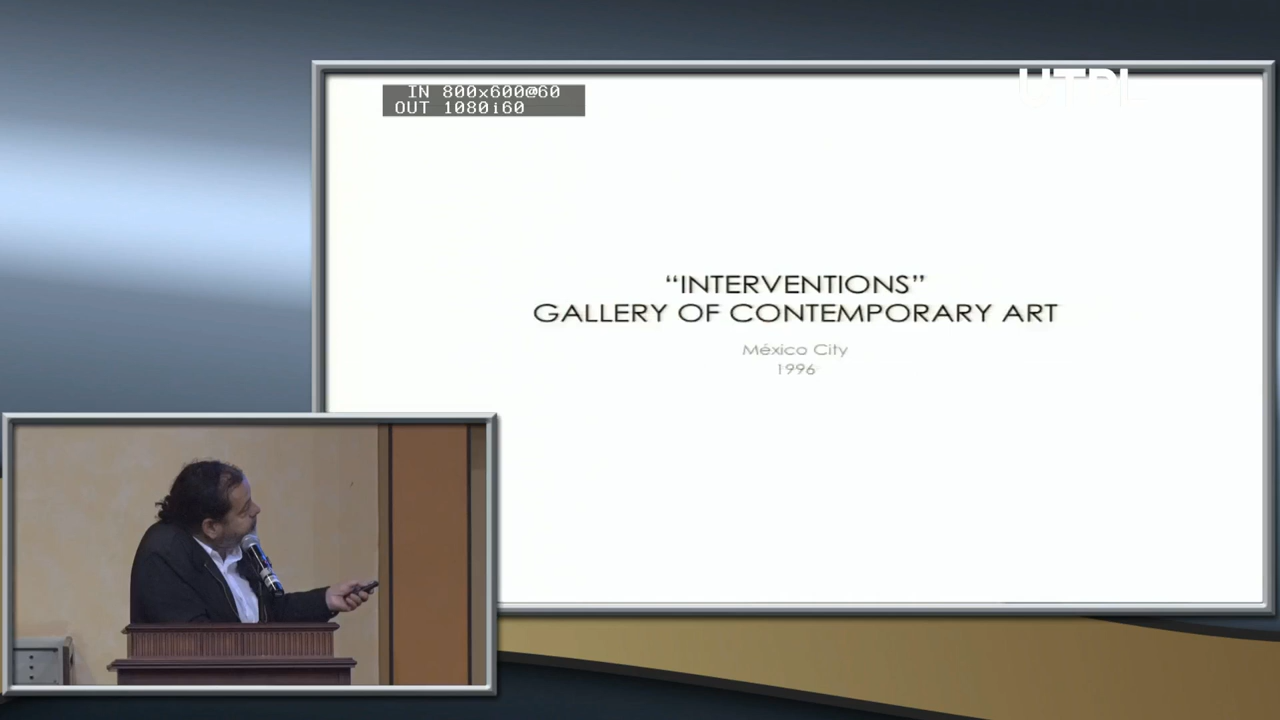 IN 800x600@60
OUT 1080i60
UTPL
“INTERVENTIONS”
GALLERY OF CONTEMPORARY ART
México City
1996